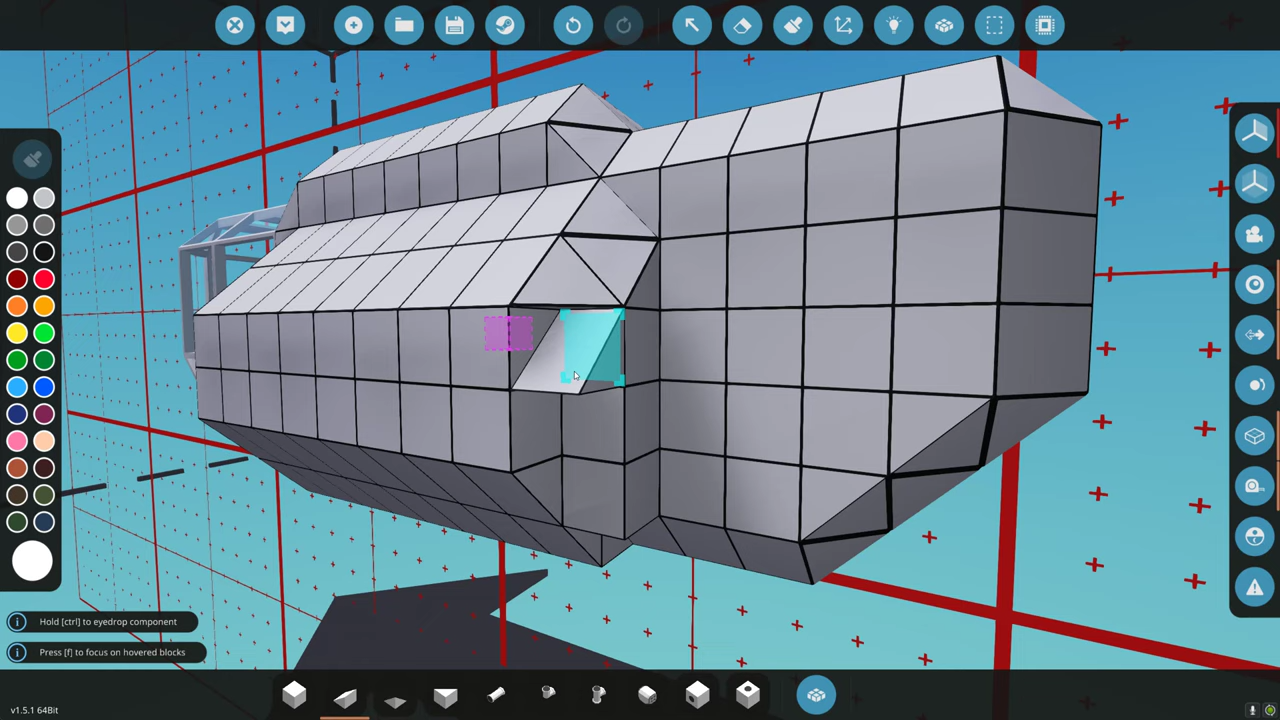 Hold [ctrl] to eyedrop component
Press [f] to focus on hovered blocks
v1.5.1 64Bit